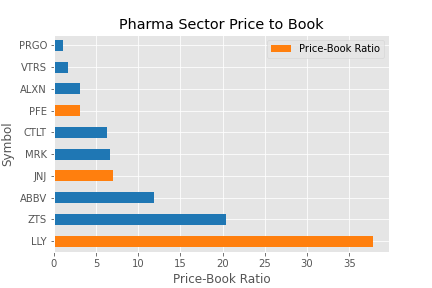 Pharma Sector Price to Book
Price-Book Ratio
PRGO
VTRS
ALXN
PFE
CTLT
MRK
JNJ
ABBV
ZTS
LLY
Symbol
0 5 10 15 20 25 30 35
Price-Book Ratio